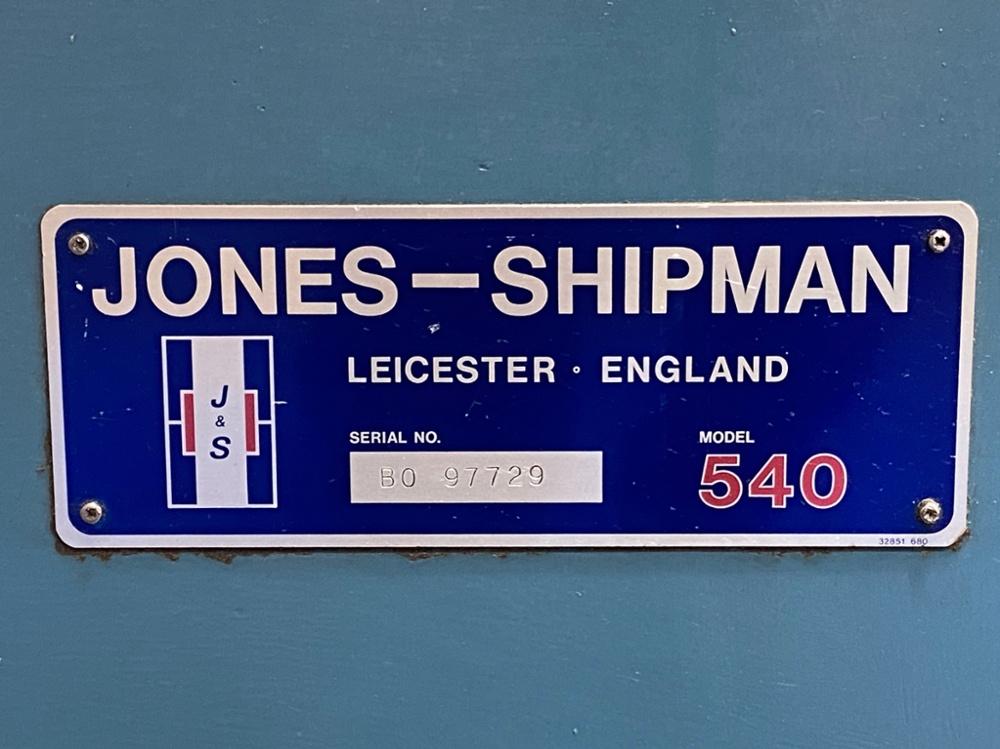 JONES—SHIPMAN
LEICESTER · ENGLAND
J
&
S
SERIAL NO.
BO 97729
MODEL
540
32851 680